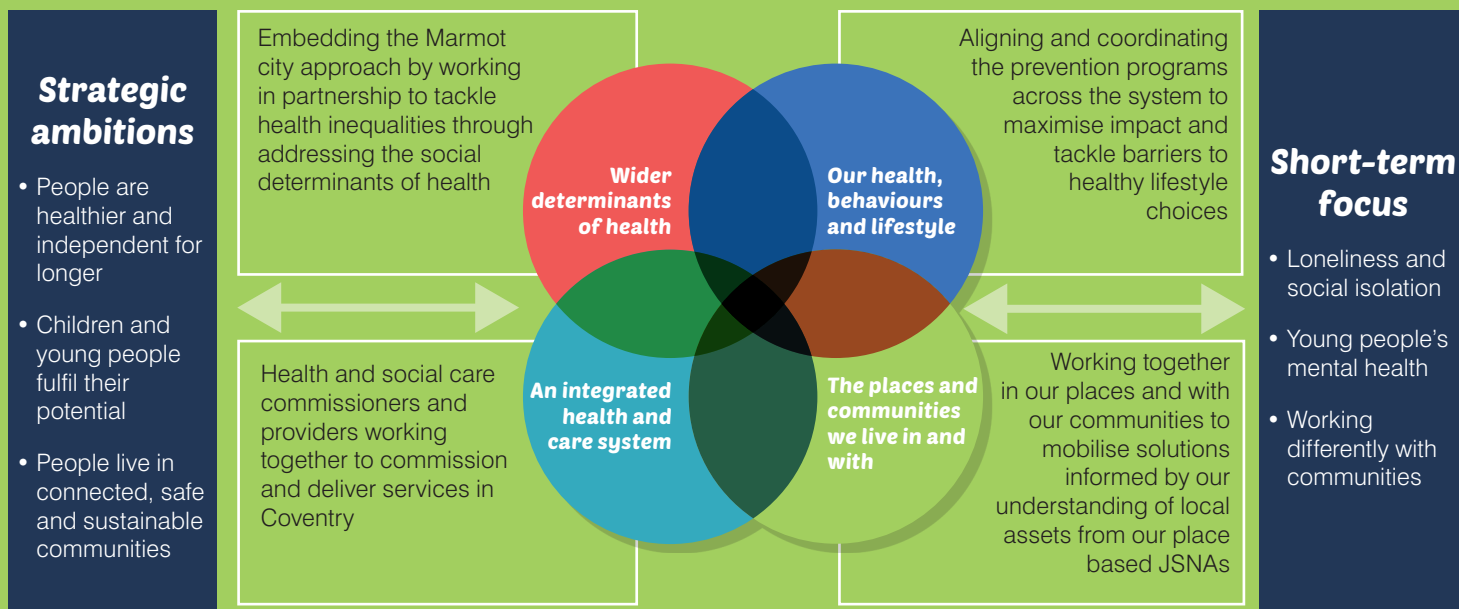 Strategic
ambitions
• People are
healthier and
independent for
longer
• Children and
young people
fulfil their
potential
• People live in
connected, safe
and sustainable
communities
Embedding the Marmot
city approach by working
in partnership to tackle
health inequalities through
addressing the social
determinants of health
Wider
determinants
of health
Our health,
behaviours
and lifestyle
Aligning and coordinating
the prevention programs
across the system to
maximise impact and
tackle barriers to
healthy lifestyle
choices
Health and social care
commissioners and
providers working
together to commission
and deliver services in
Coventry
An integrated
health and
care system
The places and
communities
we live in and
with
Working together
in our places and with
our communities to
mobilise solutions
informed by our
understanding of local
assets from our place
based JSNAs
Short-term
focus
• Loneliness and
social isolation
• Young people's
mental health
• Working
differently with
communities